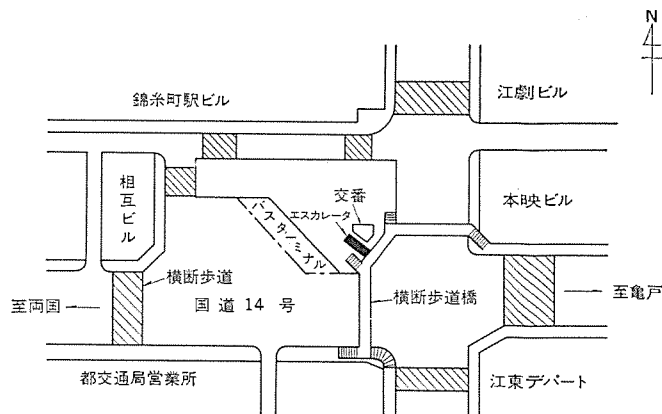 N
錦糸町駅ビル
江劇ビル
相互ビル
交番
エスカレータ
バスターミナル
本映ビル
横断歩道
至両国
国道14号
横断歩道橋
至亀戸
都交通局営業所
江東デパート